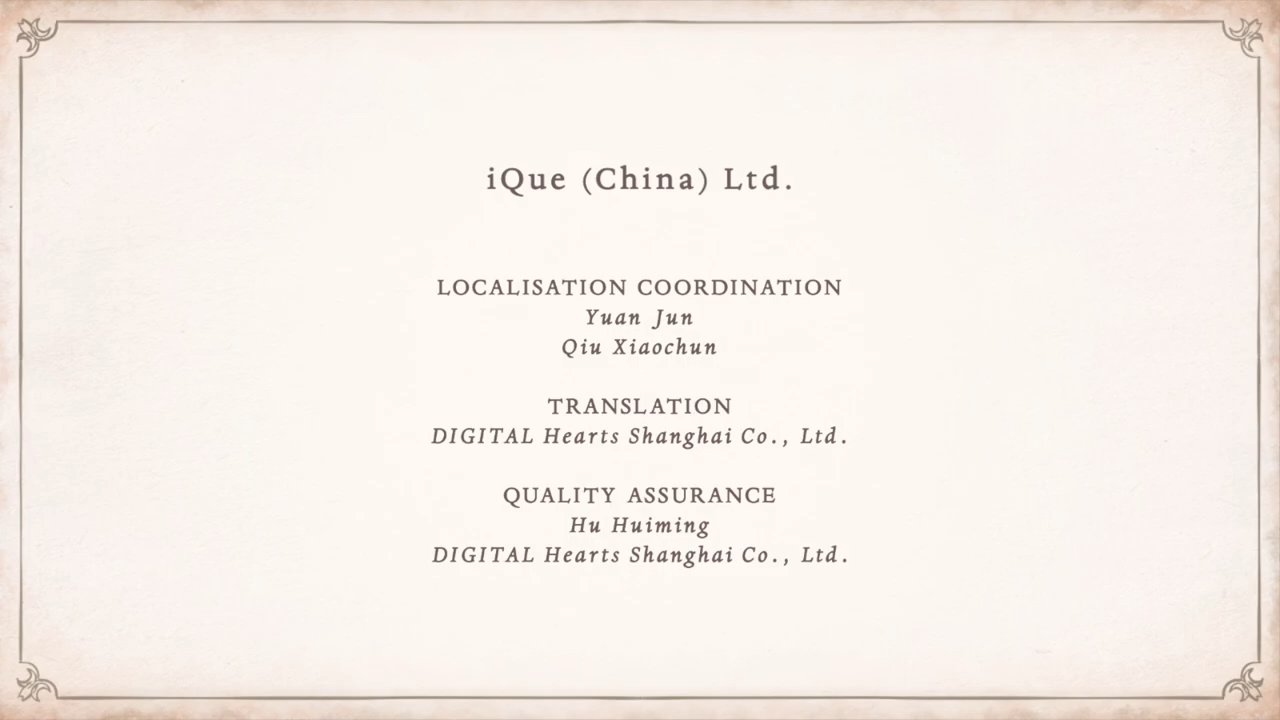 iQue (China) Ltd.
LOCALISATION COORDINATION
Yuan Jun
Qiu Xiaochun
TRANSLATION
DIGITAL Hearts Shanghai Co., Ltd.
QUALITY ASSURANCE
Hu Huiming
DIGITAL Hearts Shanghai Co., Ltd.